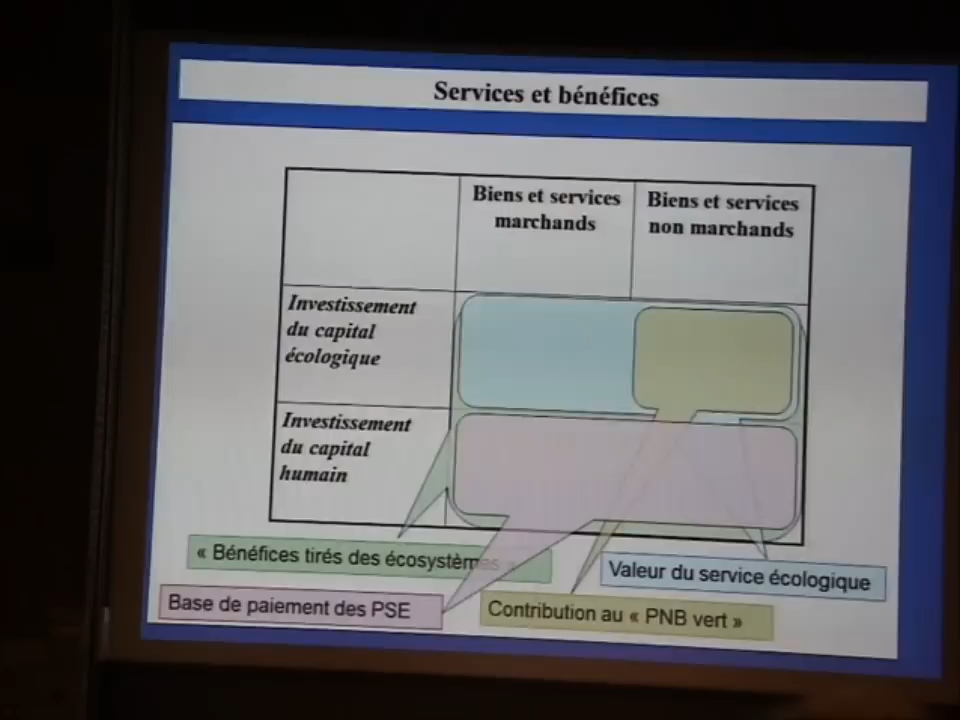 Services et bénéfices
Biens et services
marchands
Biens et services
non marchands
Investissement
du capital
écologique
Investissement
du capital
humain
« Bénéfices tirés des écosystèmes »
Valeur du service écologique
Base de paiement des PSE
Contribution au « PNB vert »